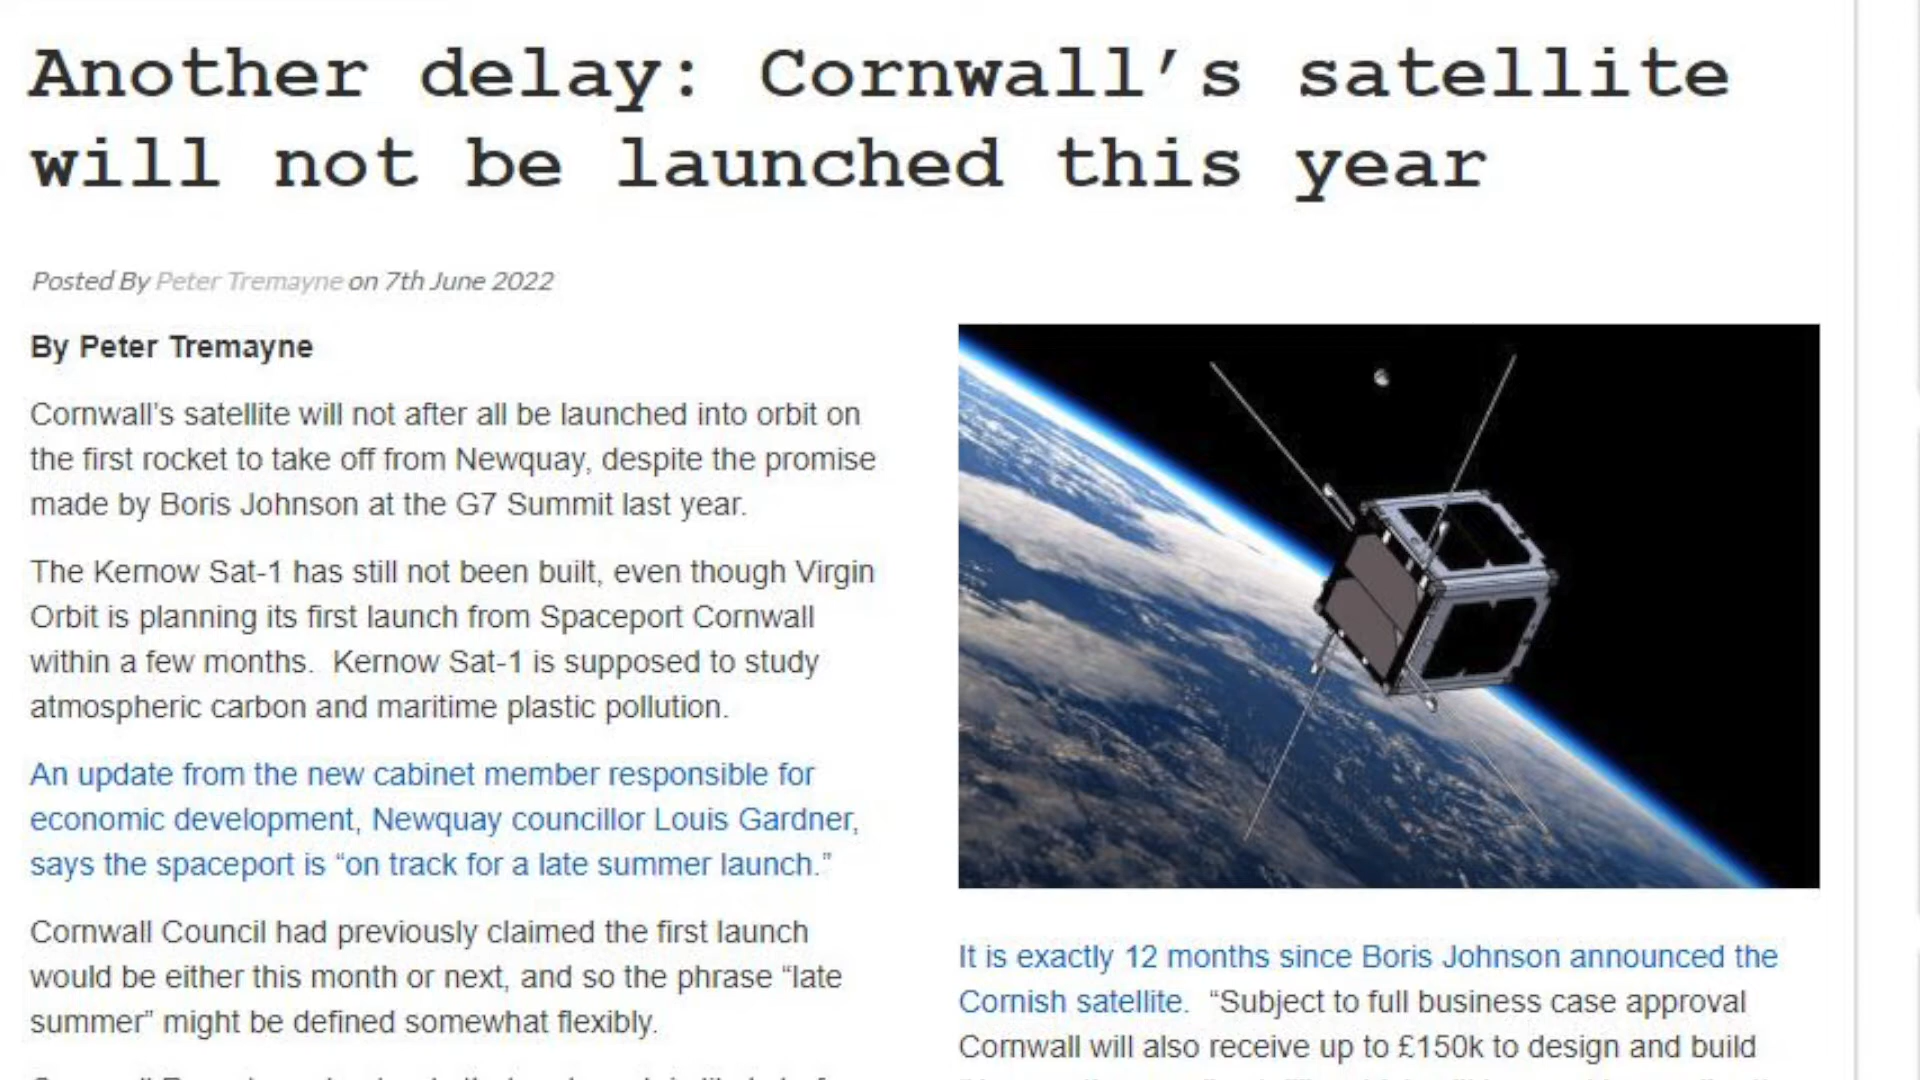 Another delay: Cornwall’s satellite
will not be launched this year
Posted By Peter Tremayne on 7th June 2022
By Peter Tremayne
Cornwall’s satellite will not after all be launched into orbit on
the first rocket to take off from Newquay, despite the promise
made by Boris Johnson at the G7 Summit last year.
The Kernow Sat-1 has still not been built, even though Virgin
Orbit is planning its first launch from Spaceport Cornwall
within a few months.  Kernow Sat-1 is supposed to study
atmospheric carbon and maritime plastic pollution.
An update from the new cabinet member responsible for
economic development, Newquay councillor Louis Gardner,
says the spaceport is “on track for a late summer launch.”
Cornwall Council had previously claimed the first launch
would be either this month or next, and so the phrase “late
summer” might be defined somewhat flexibly.
It is exactly 12 months since Boris Johnson announced the
Cornish satellite.  “Subject to full business case approval
Cornwall will also receive up to £150k to design and build